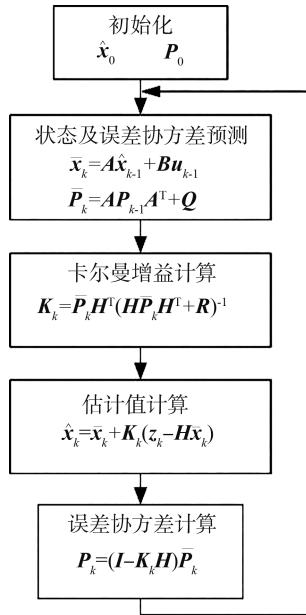 初始化
x̂₀ P₀
状态及误差协方差预测
x̄ₖ=Ax̂ₖ₋₁+Buₖ₋₁
P̄ₖ=APₖ₋₁Aᵀ+Q
卡尔曼增益计算
Kₖ=P̄ₖHᵀ(HP̄ₖHᵀ+R)⁻¹
估计值计算
x̂ₖ=x̄ₖ+Kₖ(zₖ–Hx̄ₖ)
误差协方差计算
Pₖ=(I–KₖH)P̄ₖ